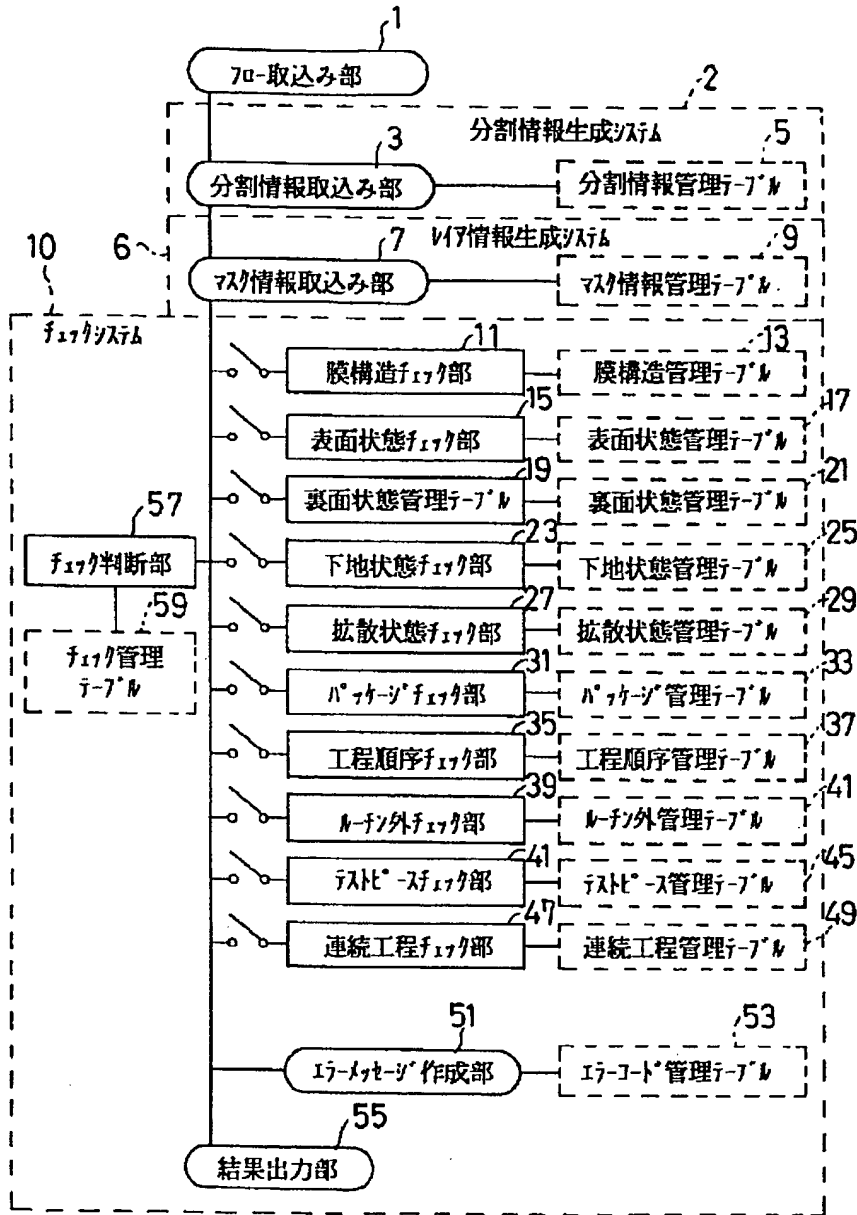 1
ﾌﾛｰ取込み部
2
分割情報生成ｼｽﾃﾑ
3
5
分割情報取込み部
分割情報管理ﾃｰﾌﾞﾙ
6
ﾚｲｱ情報生成ｼｽﾃﾑ
7
9
マスク情報取込み部
マスク情報管理ﾃｰﾌﾞﾙ
10
ﾁｪｯｸｼｽﾃﾑ
11
13
膜構造ﾁｪｯｸ部
膜構造管理ﾃｰﾌﾞﾙ
15
17
表面状態ﾁｪｯｸ部
表面状態管理ﾃｰﾌﾞﾙ
19
21
裏面状態管理ﾃｰﾌﾞﾙ
裏面状態管理ﾃｰﾌﾞﾙ
57
23
25
ﾁｪｯｸ判断部
下地状態ﾁｪｯｸ部
下地状態管理ﾃｰﾌﾞﾙ
59
27
29
ﾁｪｯｸ管理
ﾃｰﾌﾞﾙ
拡散状態ﾁｪｯｸ部
拡散状態管理ﾃｰﾌﾞﾙ
31
33
ﾊﾟｯｹｰｼﾞﾁｪｯｸ部
ﾊﾟｯｹｰｼﾞ管理ﾃｰﾌﾞﾙ
35
37
工程順序ﾁｪｯｸ部
工程順序管理ﾃｰﾌﾞﾙ
39
41
ﾙｰﾁﾝ外ﾁｪｯｸ部
ﾙｰﾁﾝ外管理ﾃｰﾌﾞﾙ
41
45
ﾃｽﾄﾋﾟｰｽﾁｪｯｸ部
ﾃｽﾄﾋﾟｰｽ管理ﾃｰﾌﾞﾙ
47
49
連続工程ﾁｪｯｸ部
連続工程管理ﾃｰﾌﾞﾙ
51
53
ｴﾗｰﾒｯｾｰｼﾞ作成部
ｴﾗｰｺｰﾄﾞ管理ﾃｰﾌﾞﾙ
55
結果出力部